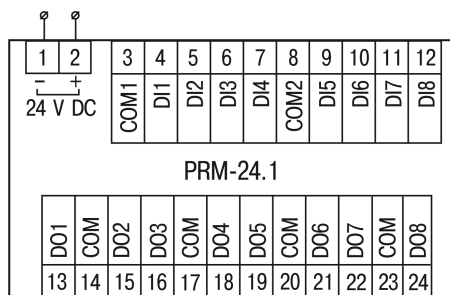 1 2 3 4 5 6 7 8 9 10 11 12
- +
24 V DC
COM1 DI1 DI2 DI3 DI4 COM2 DI5 DI6 DI7 DI8
PRM-24.1
DO1 COM DO2 DO3 COM DO4 DO5 COM DO6 DO7 COM DO8
13 14 15 16 17 18 19 20 21 22 23 24